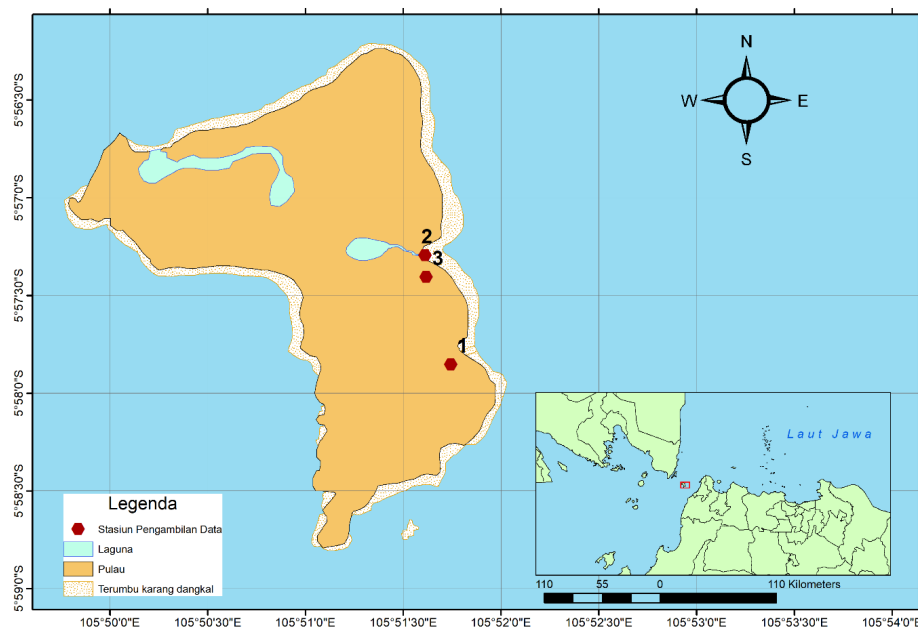 N
W E
S
5°56'30"S
5°57'0"S
5°57'30"S
5°58'0"S
5°58'30"S
5°59'0"S
2
3
1
Laut Jawa
Legenda
Stasiun Pengambilan Data
Laguna
Pulau
Terumbu karang dangkal
110 55 0 110 Kilometers
105°50'0"E 105°50'30"E 105°51'0"E 105°51'30"E 105°52'0"E 105°52'30"E 105°53'0"E 105°53'30"E 105°54'0"E